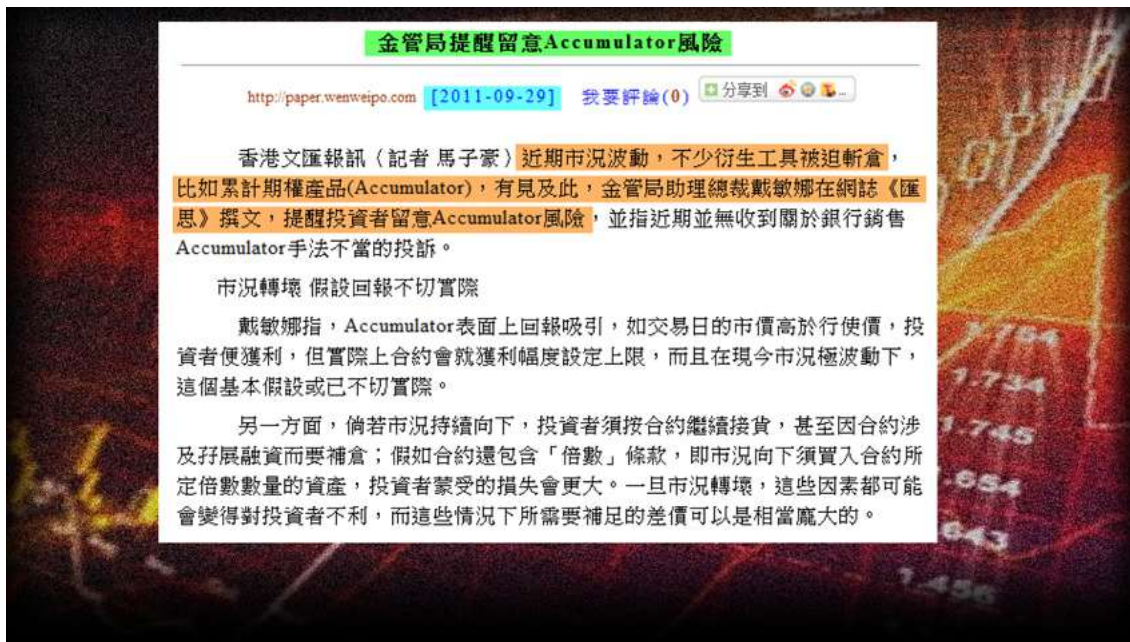 金管局提醒留意Accumulator風險
http://paper.wenweipo.com [2011-09-29] 我要評論(0) 分享到
香港文匯報訊（記者 馬子豪）近期市況波動，不少衍生工具被迫斬倉，
比如累計期權產品(Accumulator)，有見及此，金管局助理總裁戴敏娜在網誌《匯
思》撰文，提醒投資者留意Accumulator風險，並指近期並無收到關於銀行銷售
Accumulator手法不當的投訴。
市況轉壞 假設回報不切實際
戴敏娜指，Accumulator表面上回報吸引，如交易日的市價高於行使價，投
資者便獲利，但實際上合約會就獲利幅度設定上限，而且在現今市況極波動下，
這個基本假設或已不切實際。
另一方面，倘若市況持續向下，投資者須按合約繼續接貨，甚至因合約涉
及孖展融資而要補倉；假如合約還包含「倍數」條款，即市況向下須買入合約所
定倍數數量的資產，投資者蒙受的損失會更大。一旦市況轉壞，這些因素都可能
會變得對投資者不利，而這些情況下所需要補足的差價可以是相當龐大的。
1.734
1.745
.654
.643
1.456